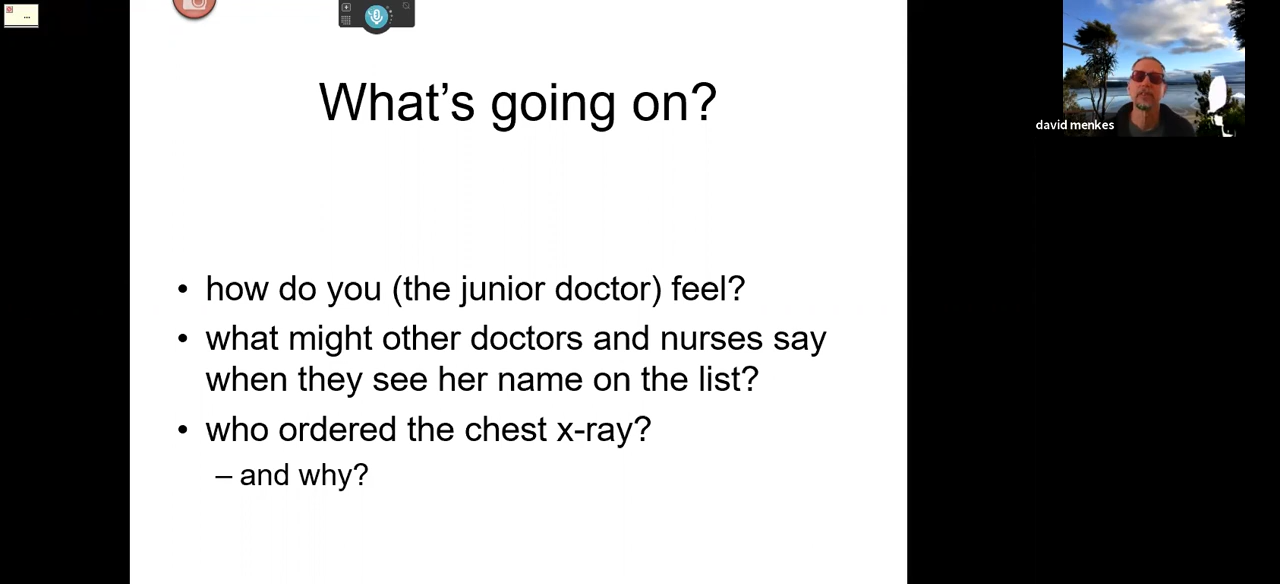 What's going on?
• how do you (the junior doctor) feel?
• what might other doctors and nurses say
when they see her name on the list?
• who ordered the chest x-ray?
– and why?
david menkes